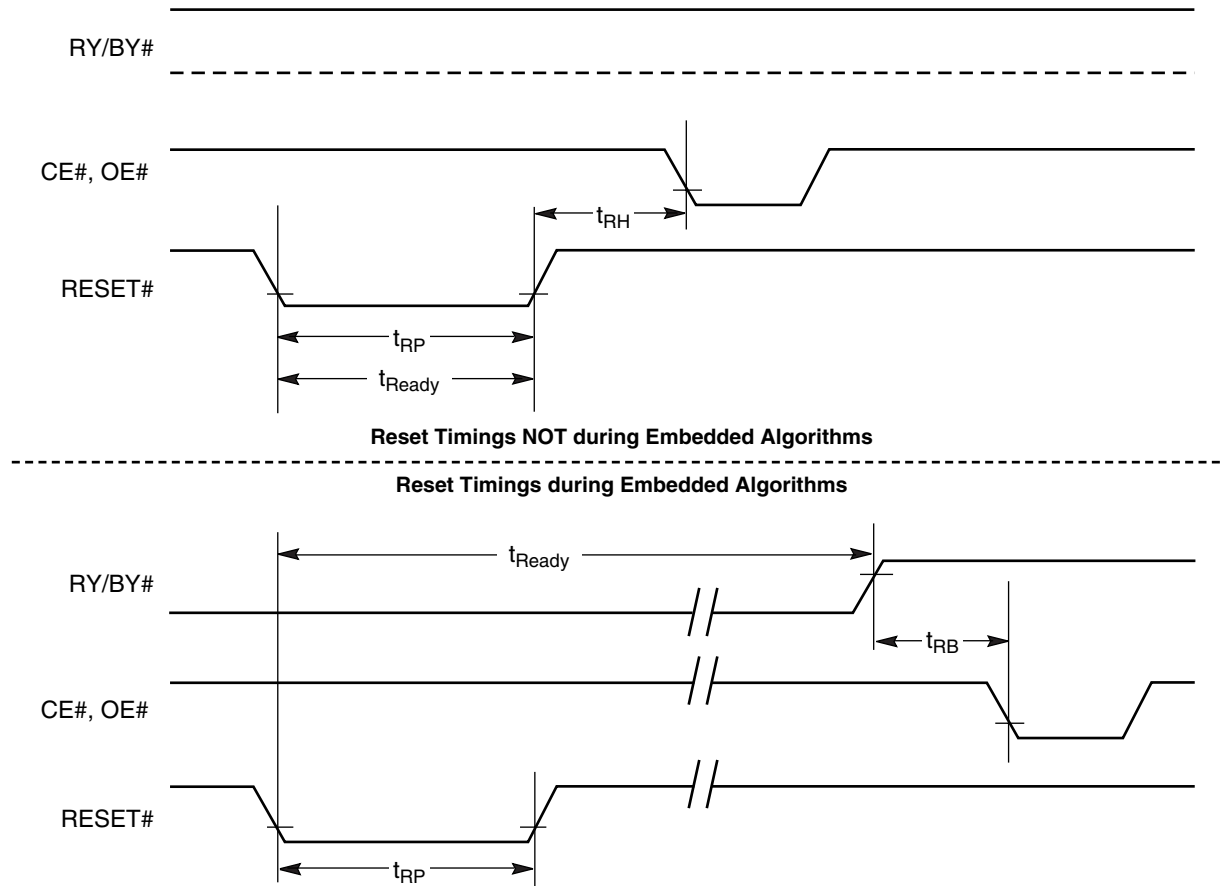 RY/BY#
CE#, OE#
tRH
RESET#
tRP
tReady
Reset Timings NOT during Embedded Algorithms
Reset Timings during Embedded Algorithms
tReady
RY/BY#
tRB
CE#, OE#
RESET#
tRP